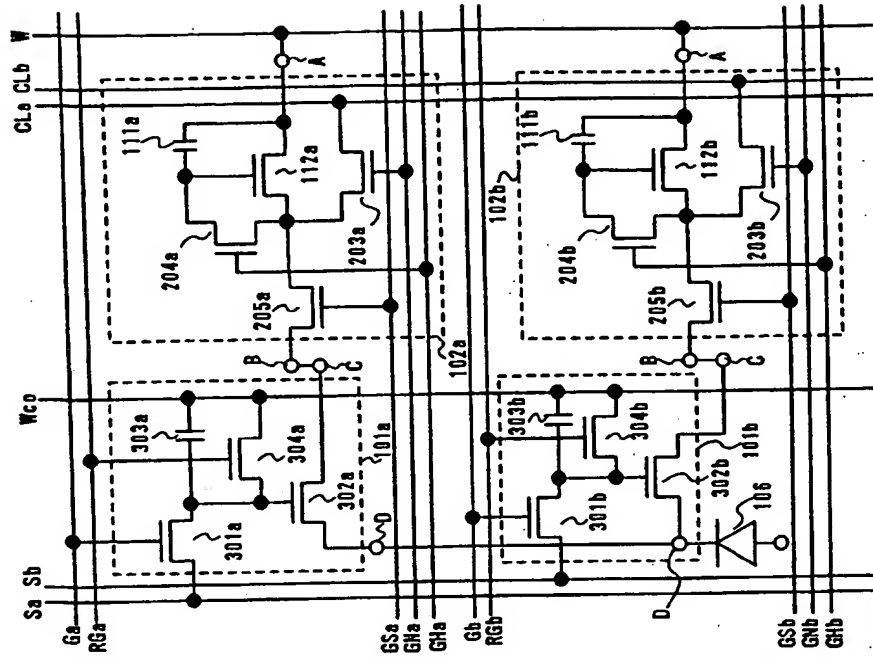 W
CLb
CLa
A
111a
112a
204a
203a
205a
102a
B
C
Wco
303a
304a
101a
302a
301a
D
Sb
Sa
Ga
RGa
GSa
GNa
GHa
A
111b
102b
112b
204b
203b
205b
B
C
303b
304b
101b
302b
301b
106
D
Gb
RGb
GSb
GNb
GHb